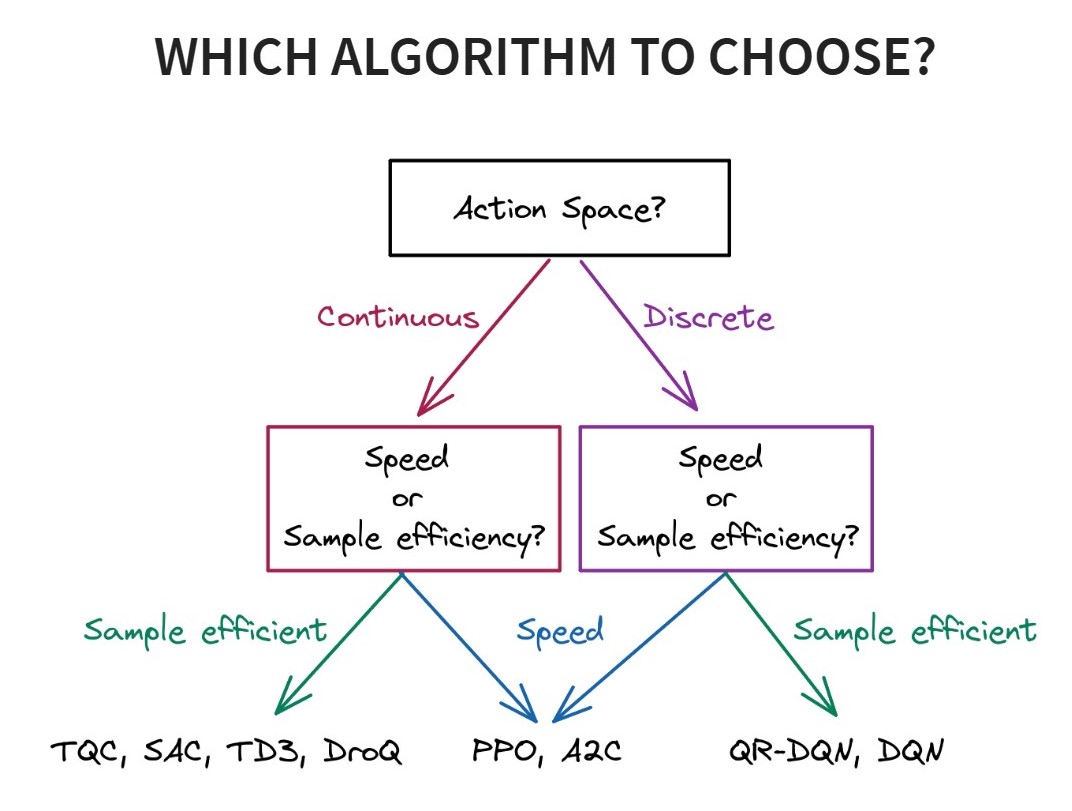 WHICH ALGORITHM TO CHOOSE?
Action Space?
Continuous
Discrete
Speed
or
Sample efficiency?
Speed
or
Sample efficiency?
Sample efficient
Speed
Sample efficient
TQC, SAC, TD3, DroQ
PPO, A2C
QR-DQN, DQN